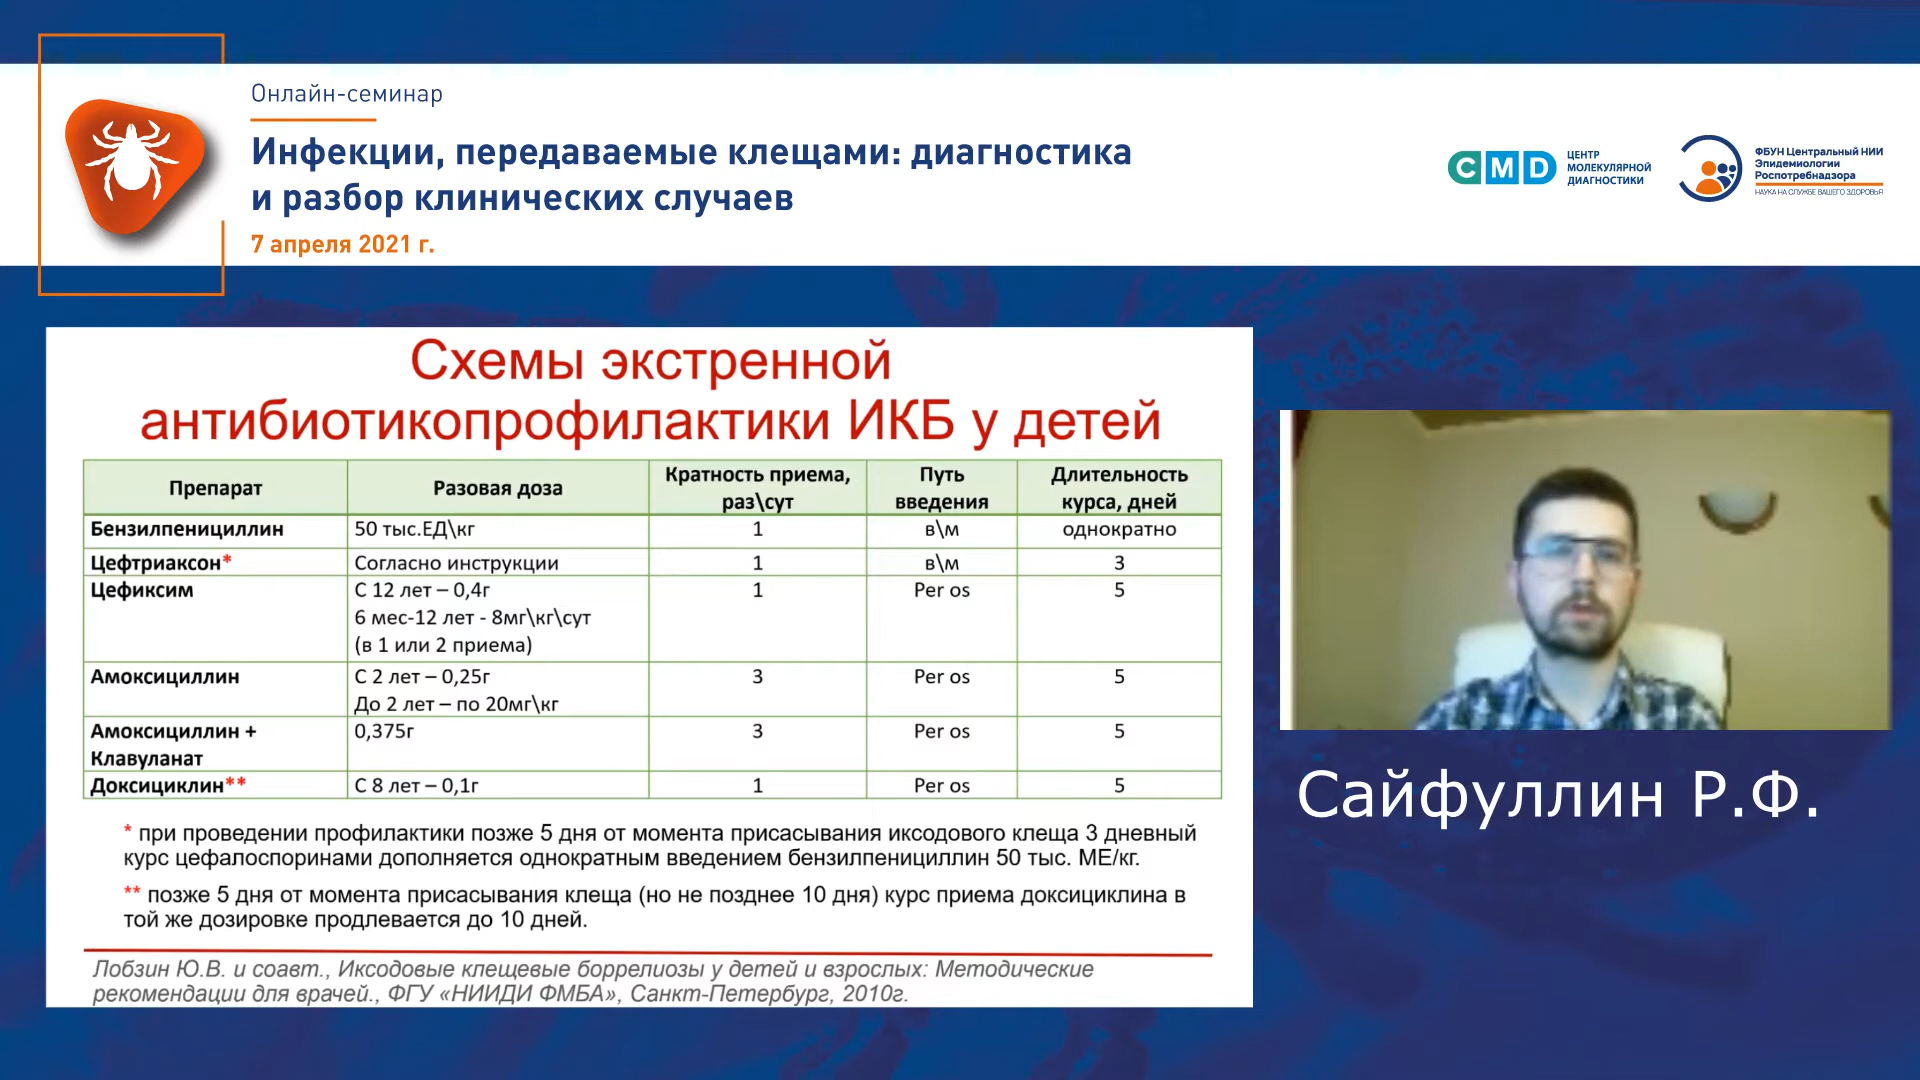 Онлайн-семинар
Инфекции, передаваемые клещами: диагностика
и разбор клинических случаев
7 апреля 2021 г.
CMD
ЦЕНТР
МОЛЕКУЛЯРНОЙ
ДИАГНОСТИКИ
ФБУН Центральный НИИ
Эпидемиологии
Роспотребнадзора
НАУКА НА СЛУЖБЕ ВАШЕГО ЗДОРОВЬЯ
Схемы экстренной
антибиотикопрофилактики ИКБ у детей
Препарат Разовая доза Кратность приема, раз\сут Путь введения Длительность курса, дней
Бензилпенициллин 50 тыс.ЕД\кг 1 в\м однократно
Цефтриаксон* Согласно инструкции 1 в\м 3
Цефиксим С 12 лет – 0,4г 1 Per os 5
6 мес-12 лет - 8мг\кг\сут
(в 1 или 2 приема)
Амоксициллин С 2 лет – 0,25г 3 Per os 5
До 2 лет – по 20мг\кг
Амоксициллин + 0,375г 3 Per os 5
Клавуланат
Доксициклин** С 8 лет – 0,1г 1 Per os 5
* при проведении профилактики позже 5 дня от момента присасывания иксодового клеща 3 дневный
курс цефалоспоринами дополняется однократным введением бензилпенициллин 50 тыс. МЕ/кг.
** позже 5 дня от момента присасывания клеща (но не позднее 10 дня) курс приема доксициклина в
той же дозировке продлевается до 10 дней.
Лобзин Ю.В. и соавт., Иксодовые клещевые боррелиозы у детей и взрослых: Методические
рекомендации для врачей., ФГУ «НИИДИ ФМБА», Санкт-Петербург, 2010г.
Сайфуллин Р.Ф.